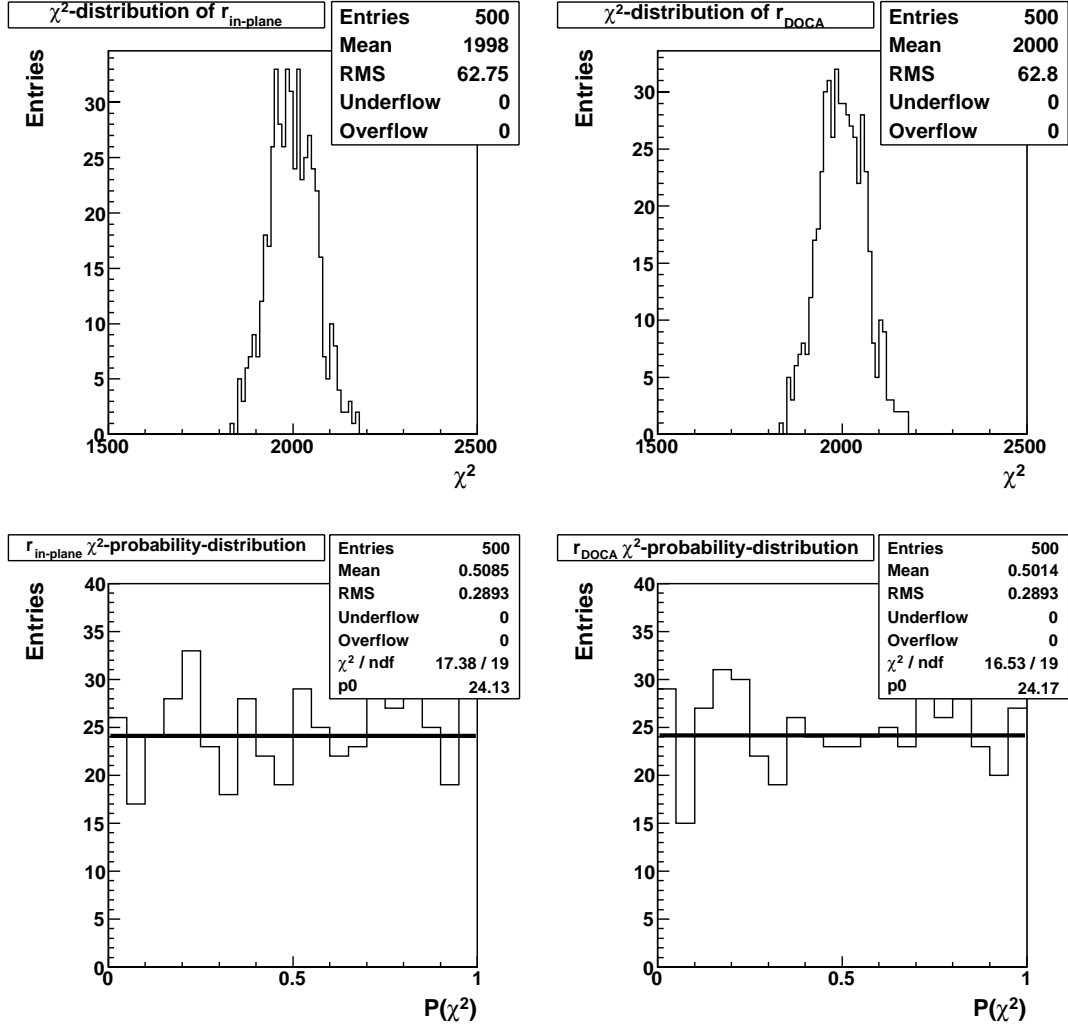 χ²-distribution of r_in-plane
Entries 500
Mean 1998
RMS 62.75
Underflow 0
Overflow 0
Entries
30
25
20
15
10
5
0
1500 2000 2500
χ²
χ²-distribution of r_DOCA
Entries 500
Mean 2000
RMS 62.8
Underflow 0
Overflow 0
Entries
30
25
20
15
10
5
0
1500 2000 2500
χ²
r_in-plane χ²-probability-distribution
Entries 500
Mean 0.5085
RMS 0.2893
Underflow 0
Overflow 0
χ² / ndf 17.38 / 19
p0 24.13
Entries
40
35
30
25
20
15
10
5
0
0 0.5 1
P(χ²)
r_DOCA χ²-probability-distribution
Entries 500
Mean 0.5014
RMS 0.2893
Underflow 0
Overflow 0
χ² / ndf 16.53 / 19
p0 24.17
Entries
40
35
30
25
20
15
10
5
0
0 0.5 1
P(χ²)